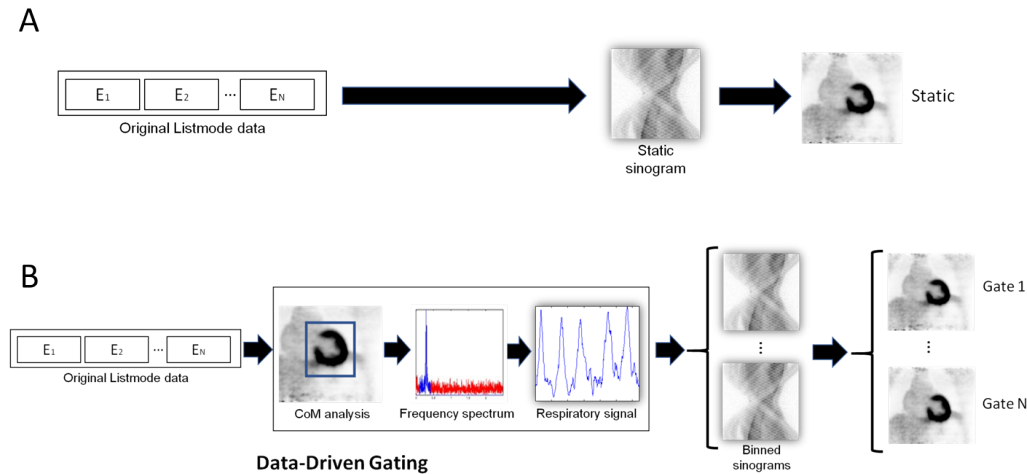 A
E1 E2 ... EN
Original Listmode data
Static
sinogram
Static
B
E1 E2 ... EN
Original Listmode data
CoM analysis
Frequency spectrum
Respiratory signal
Data-Driven Gating
...
Binned
sinograms
Gate 1
...
Gate N